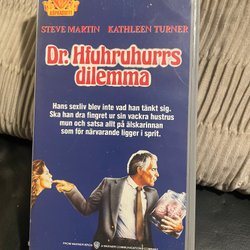 STEVE MARTIN KATHLEEN TURNER
Dr. Hfuhruhurrs
dilemma
Hans sexliv blev inte vad han tänkt sig.
Ska han dra fingret ur sin vackra hustrus
mun och satsa allt på älskarinnan
som för närvarande ligger i sprit.